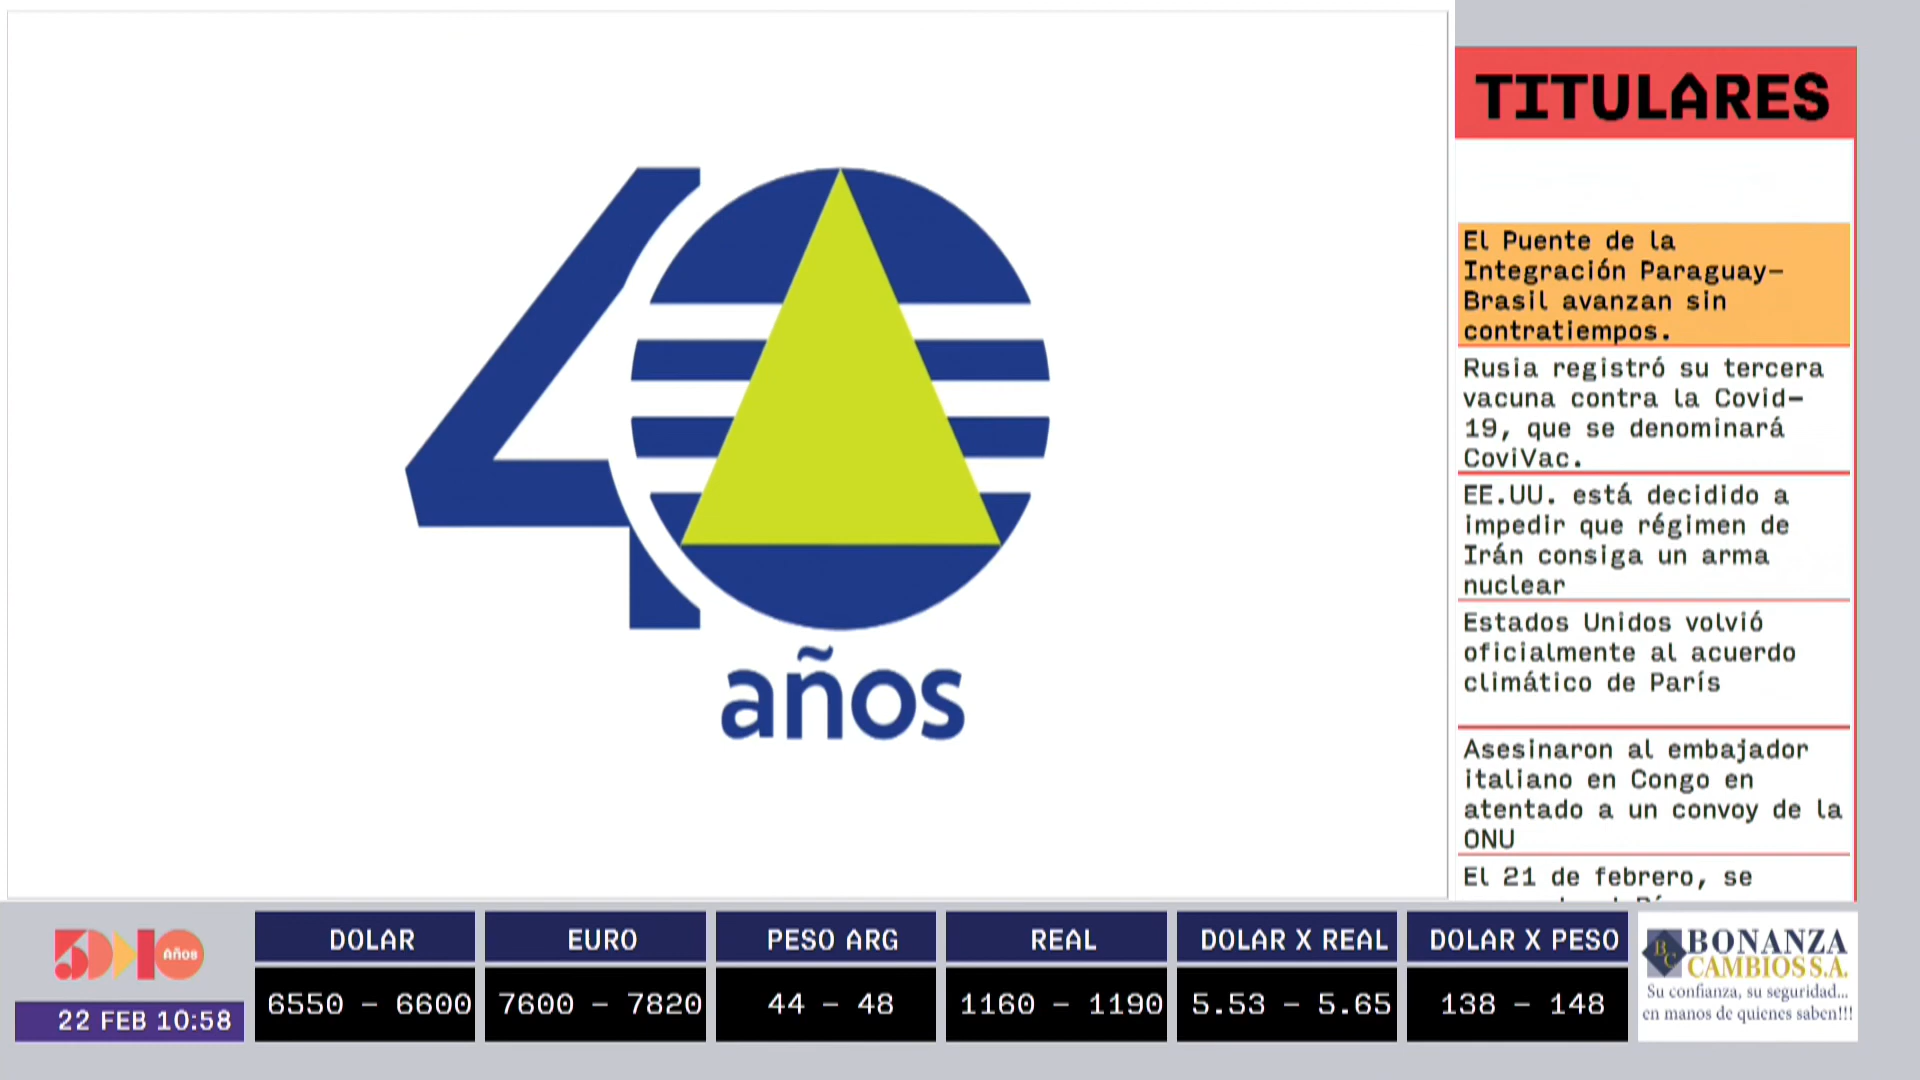 40
años
TITULARES
El Puente de la
Integración Paraguay-
Brasil avanzan sin
contratiempos.
Rusia registró su tercera
vacuna contra la Covid-
19, que se denominará
CoviVac.
EE.UU. está decidido a
impedir que régimen de
Irán consiga un arma
nuclear
Estados Unidos volvió
oficialmente al acuerdo
climático de París
Asesinaron al embajador
italiano en Congo en
atentado a un convoy de la
ONU
El 21 de febrero, se
Años
22 FEB 10:58
DOLAR
6550 - 6600
EURO
7600 - 7820
PESO ARG
44 - 48
REAL
1160 - 1190
DOLAR X REAL
5.53 - 5.65
DOLAR X PESO
138 - 148
BC
BONANZA
CAMBIOS S.A.
Su confianza, su seguridad...
en manos de quienes saben!!!